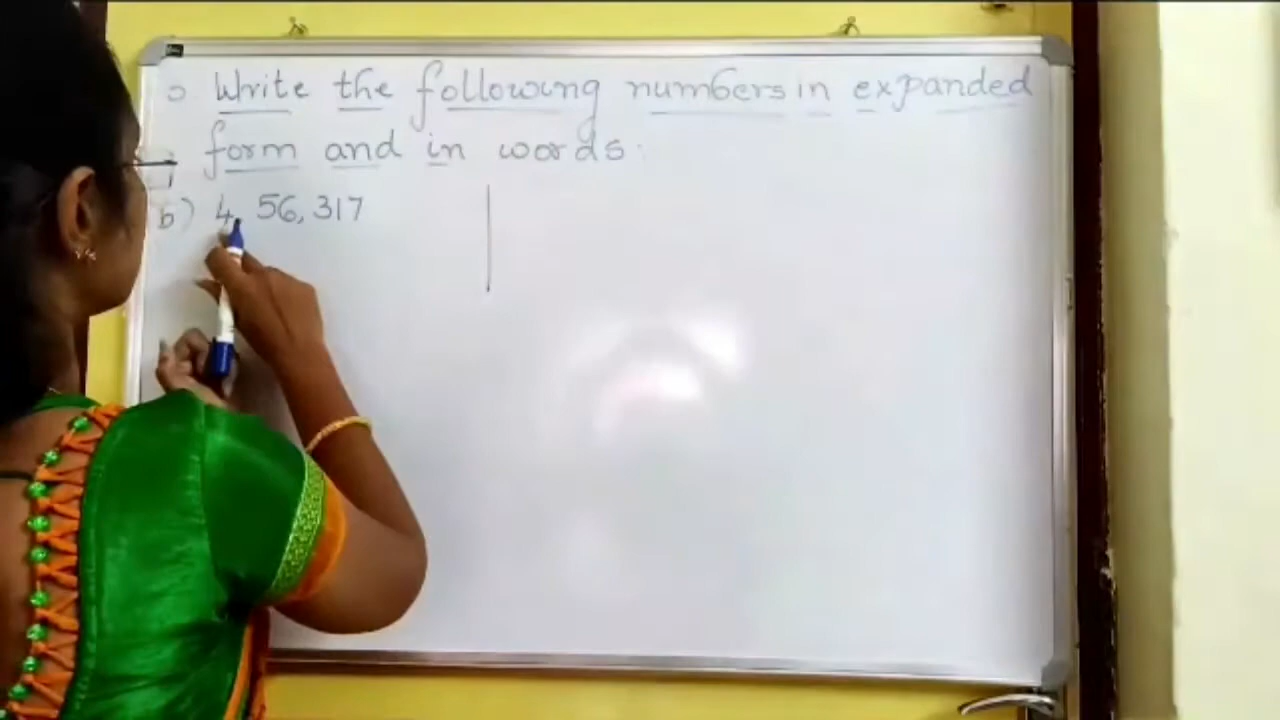 Write the following numbers in expanded
form and in words:
b) 4, 56, 317